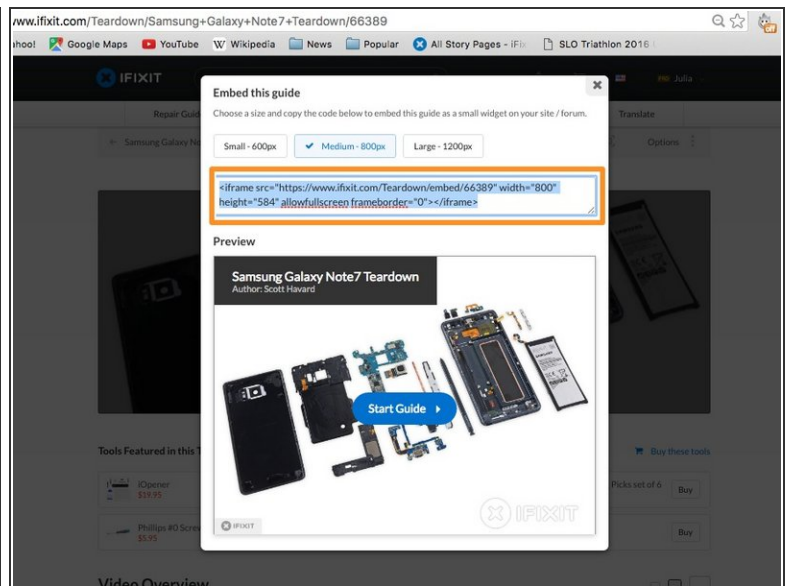 www.ifixit.com/Teardown/Samsung+Galaxy+Note7+Teardown/66389
Google Maps YouTube Wikipedia News Popular All Story Pages - iFix SLO Triathlon 2016
IFIXIT Julia
Embed this guide
Choose a size and copy the code below to embed this guide as a small widget on your site / forum.
Repair Guid Translate
Samsung Galaxy No Options
Small - 600px Medium - 800px Large - 1200px
<iframe src="https://www.ifixit.com/Teardown/embed/66389" width="800"
height="584" allowfullscreen frameborder="0"></iframe>
Preview
Samsung Galaxy Note7 Teardown
Author: Scott Havard
Start Guide
IFIXIT
IFIXIT
Tools Featured in this T Buy these tools
iOpener
$19.95
Picks set of 6 Buy
Phillips #0 Screw
$5.95
Buy
Video Overview